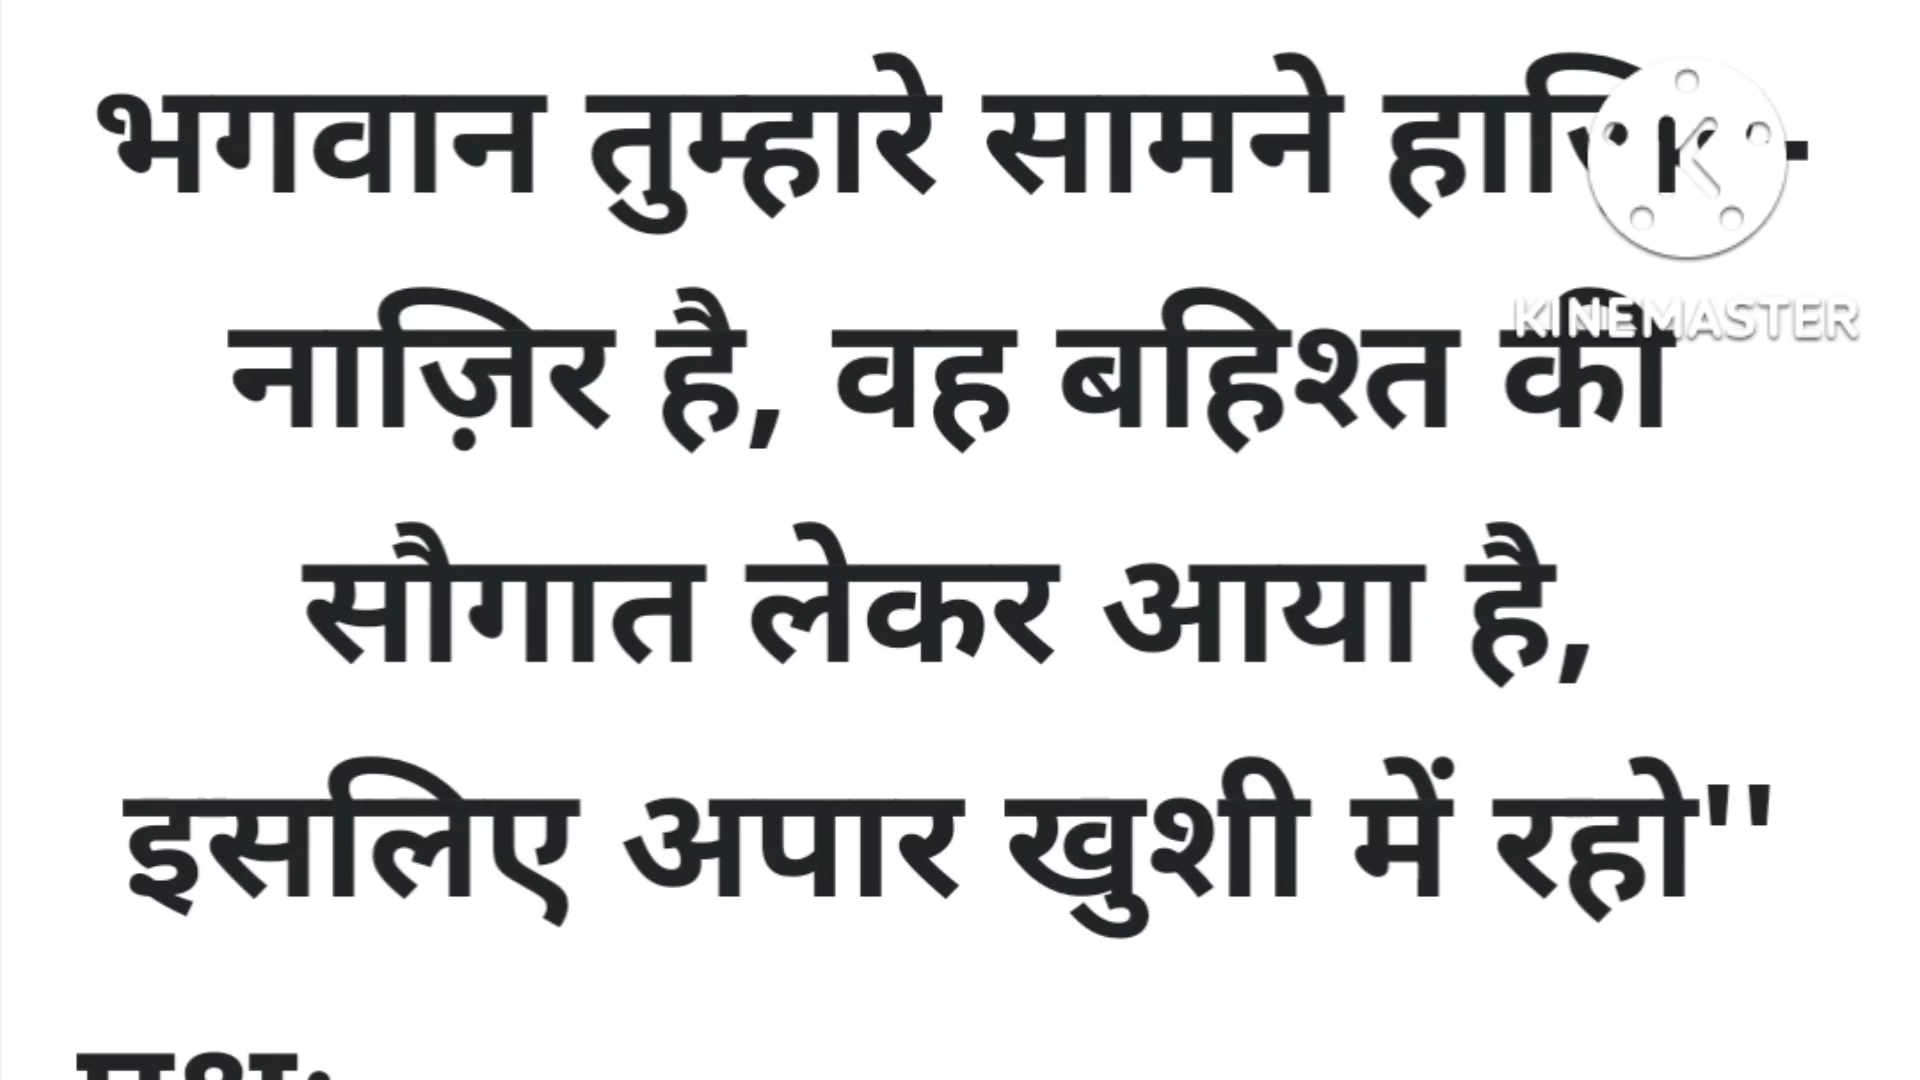 भगवान तुम्हारे सामने
नाज़िर है, वह बहिश्त की
सौगात लेकर आया है,
इसलिए अपार खुशी में रहो''
KINEMASTER